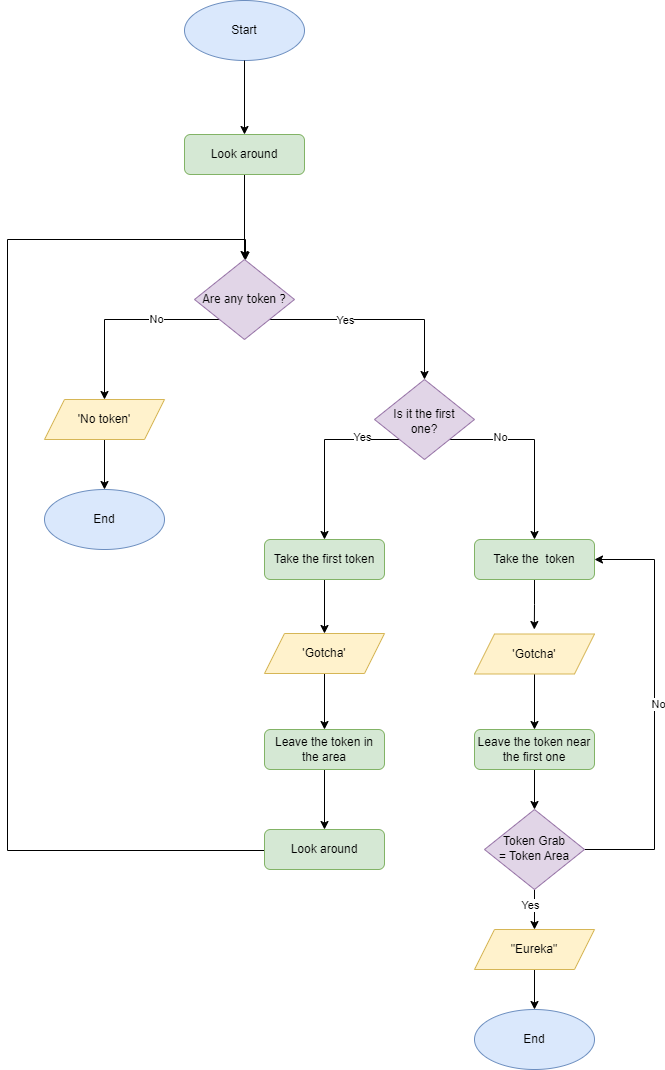 Start
Look around
Are any token ?
No
Yes
'No token'
Is it the first
one?
Yes
No
End
Take the first token
Take the  token
'Gotcha'
'Gotcha'
No
Leave the token in
the area
Leave the token near
the first one
Look around
Token Grab
= Token Area
Yes
"Eureka"
End